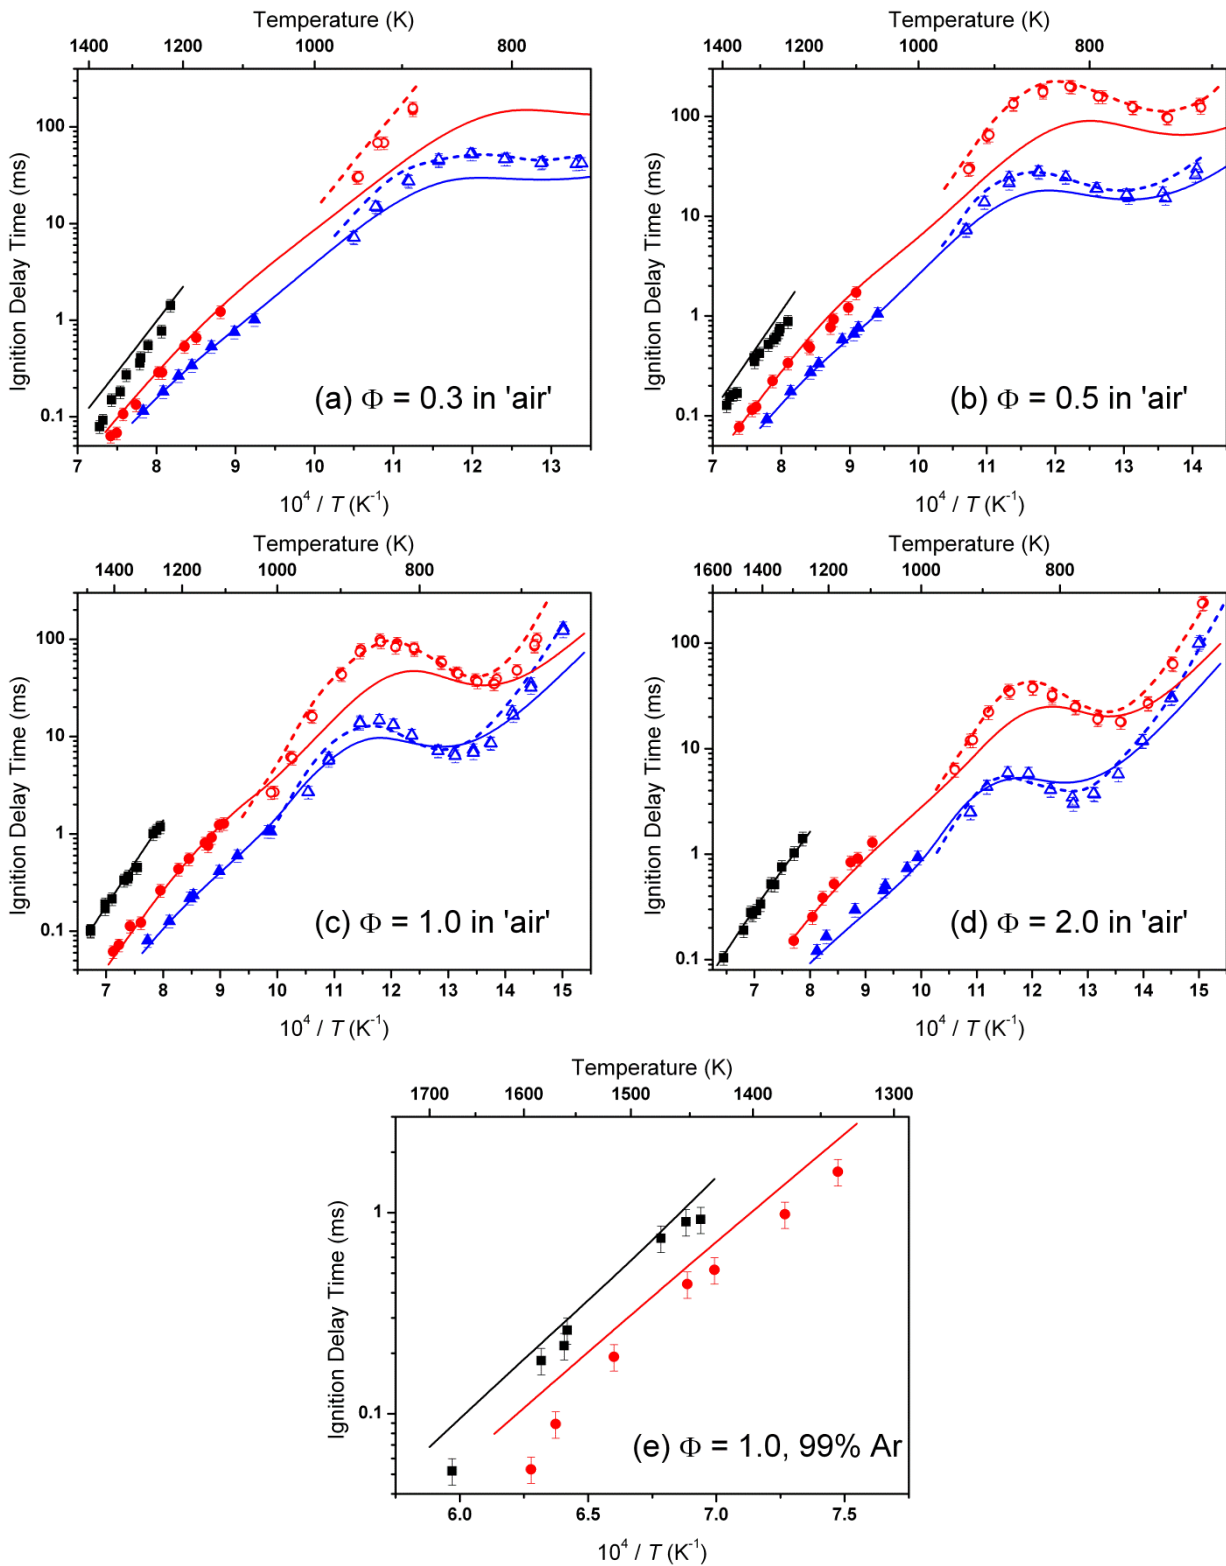 Temperature (K)
1400 1200 1000 800
Ignition Delay Time (ms)
100
10
1
0.1
(a) Φ = 0.3 in 'air'
7 8 9 10 11 12 13
10⁴ / T (K⁻¹)
Temperature (K)
1400 1200 1000 800
Ignition Delay Time (ms)
100
10
1
0.1
(b) Φ = 0.5 in 'air'
7 8 9 10 11 12 13 14
10⁴ / T (K⁻¹)
Temperature (K)
1400 1200 1000 800
Ignition Delay Time (ms)
100
10
1
0.1
(c) Φ = 1.0 in 'air'
7 8 9 10 11 12 13 14 15
10⁴ / T (K⁻¹)
Temperature (K)
1600 1400 1200 1000 800
Ignition Delay Time (ms)
100
10
1
0.1
(d) Φ = 2.0 in 'air'
7 8 9 10 11 12 13 14 15
10⁴ / T (K⁻¹)
Temperature (K)
1700 1600 1500 1400 1300
Ignition Delay Time (ms)
1
0.1
(e) Φ = 1.0, 99% Ar
6.0 6.5 7.0 7.5
10⁴ / T (K⁻¹)